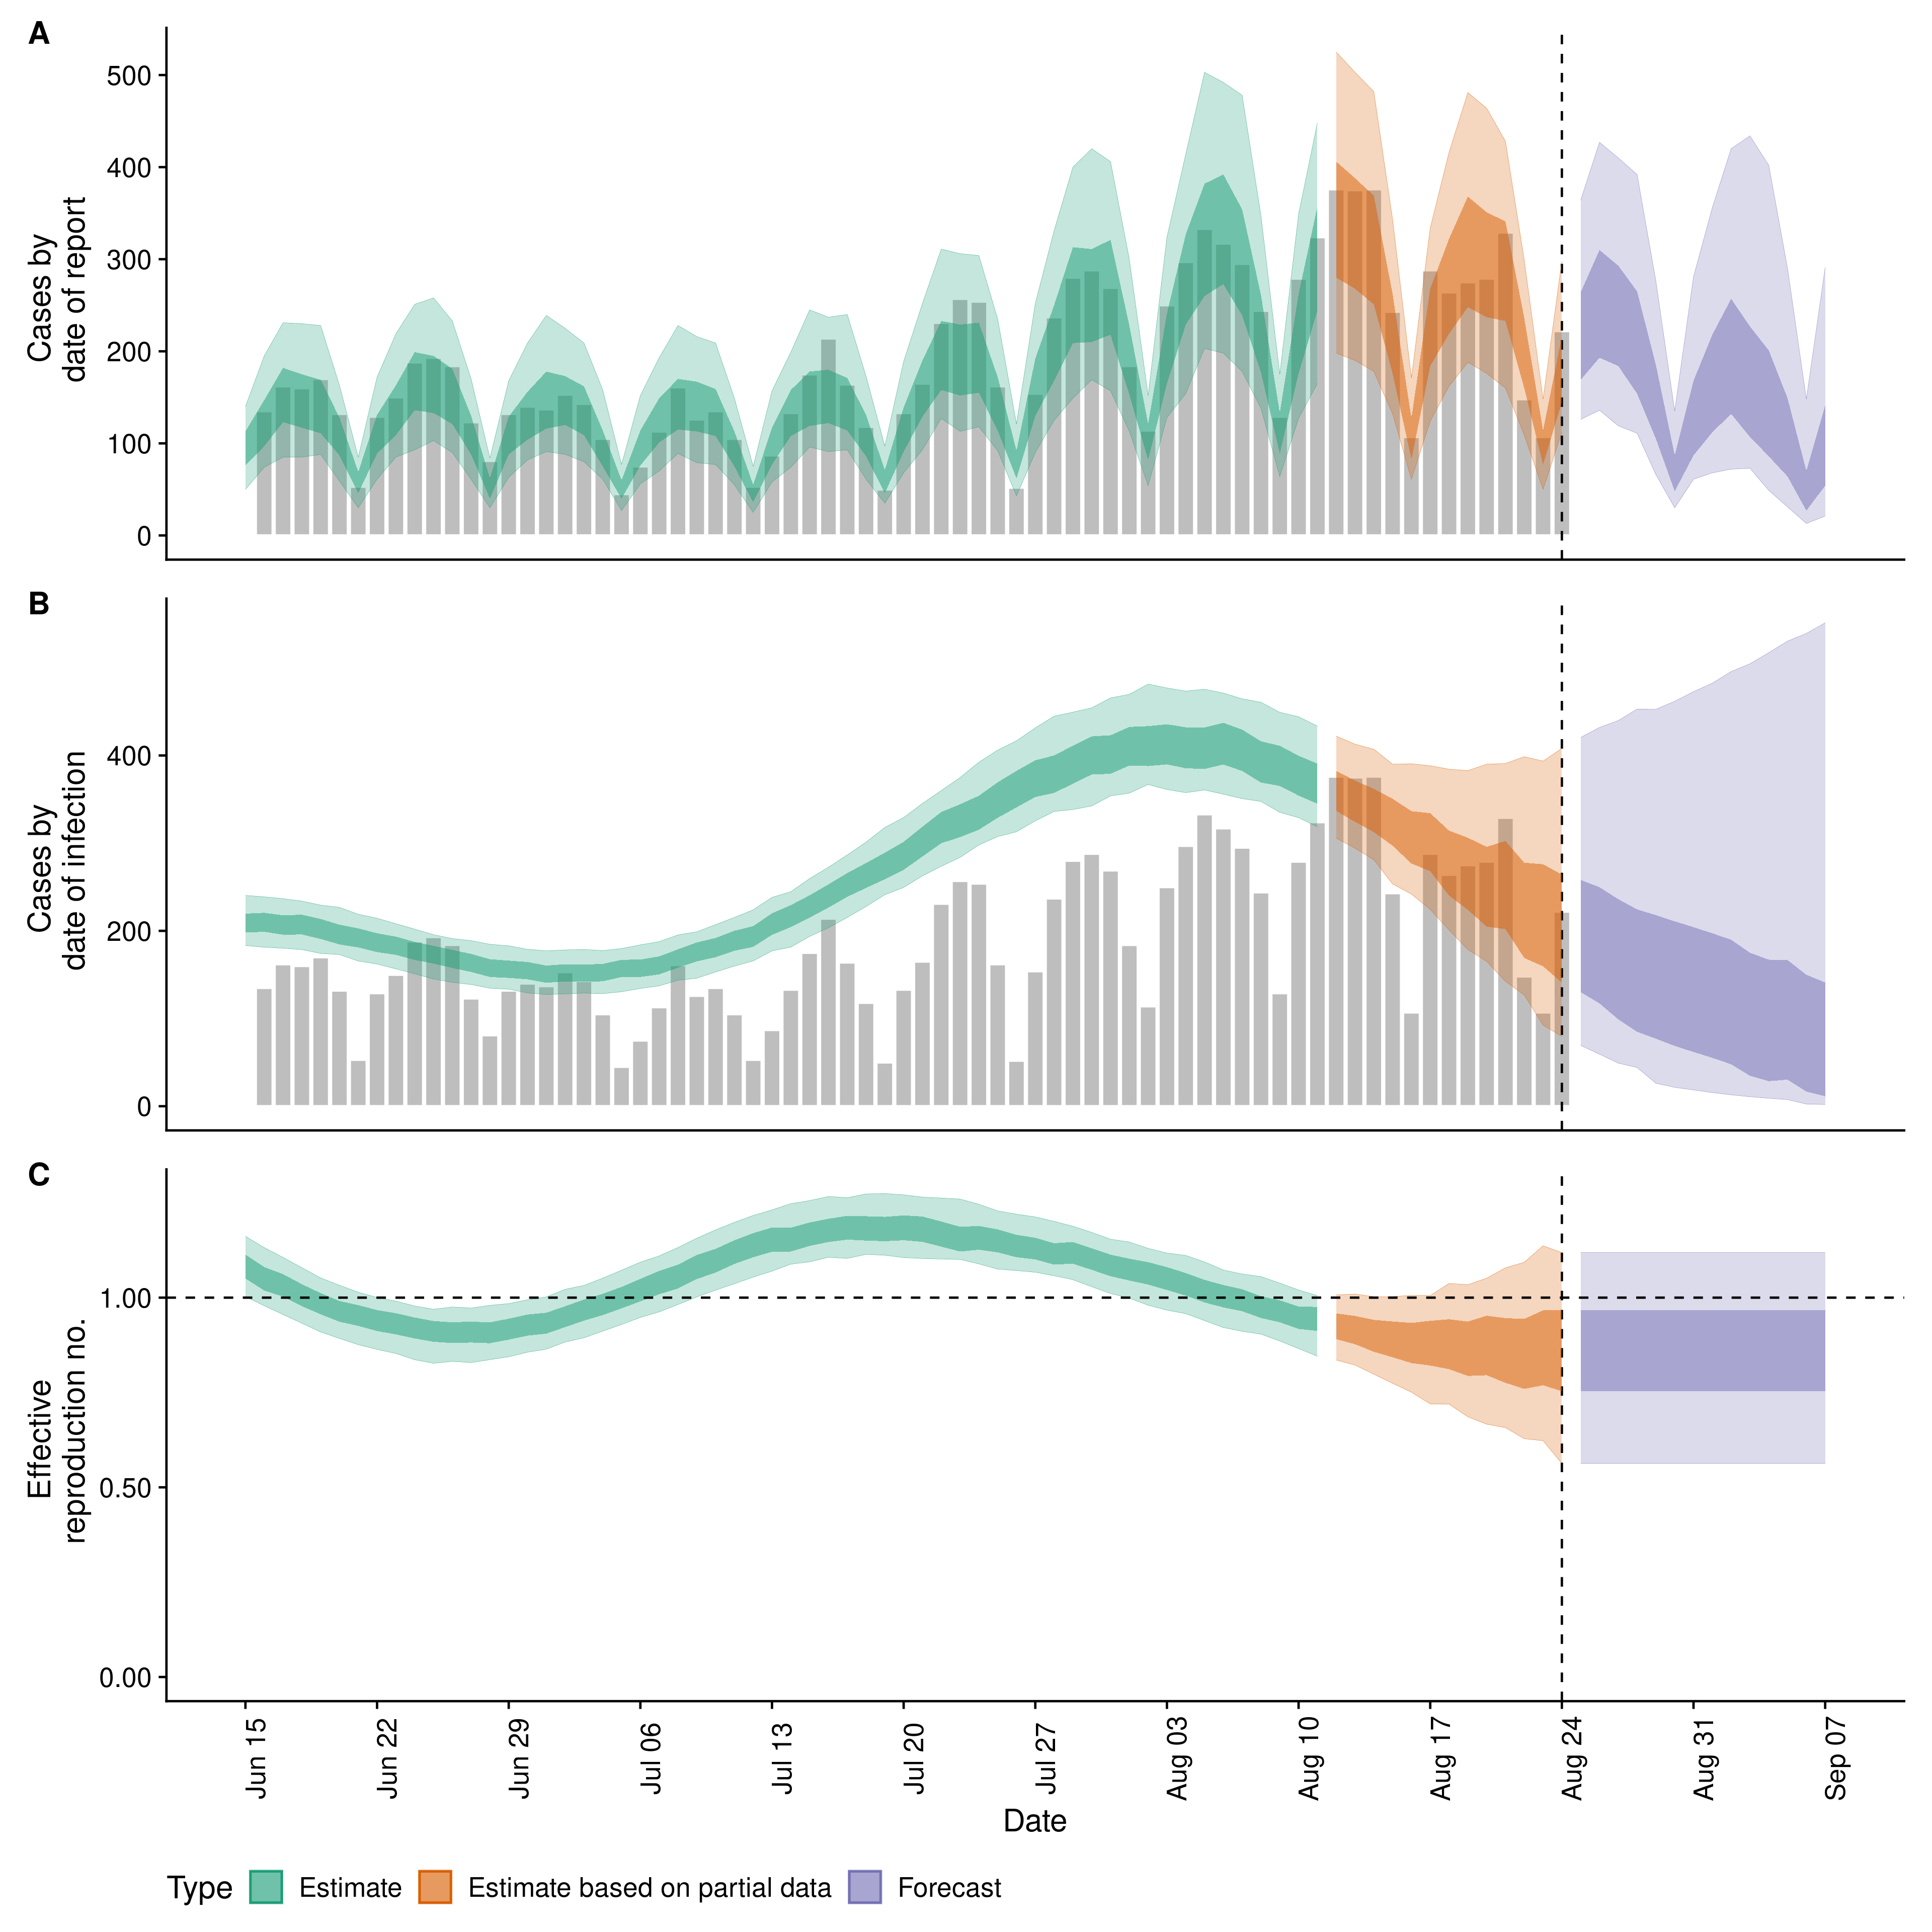 A
Cases by
date of report
500
400
300
200
100
0
B
Cases by
date of infection
400
200
0
C
Effective
reproduction no.
1.00
0.50
0.00
Jun 15
Jun 22
Jun 29
Jul 06
Jul 13
Jul 20
Jul 27
Aug 03
Aug 10
Aug 17
Aug 24
Aug 31
Sep 07
Date
Type Estimate Estimate based on partial data Forecast